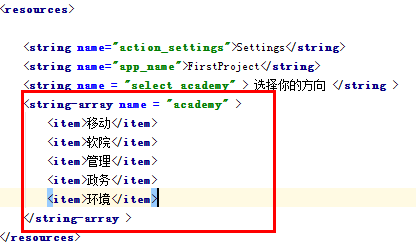 <resources>
<string name="action_settings">Settings</string>
<string name="app_name">FirstProject</string>
<string name = "select academy" > 选择你的方向 </string >
<string-array name = "academy" >
<item>移动</item>
<item>软院</item>
<item>管理</item>
<item>政务</item>
<item>环境</item>
</string-array >
</resources>